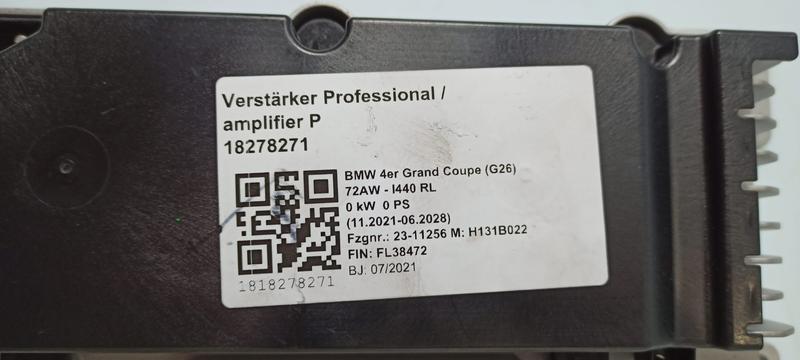 Verstärker Professional /
amplifier P
18278271
BMW 4er Grand Coupe (G26)
72AW - I440 RL
0 kW 0 PS
(11.2021-06.2028)
Fzgnr.: 23-11256 M: H131B022
FIN: FL38472
BJ: 07/2021
1818278271